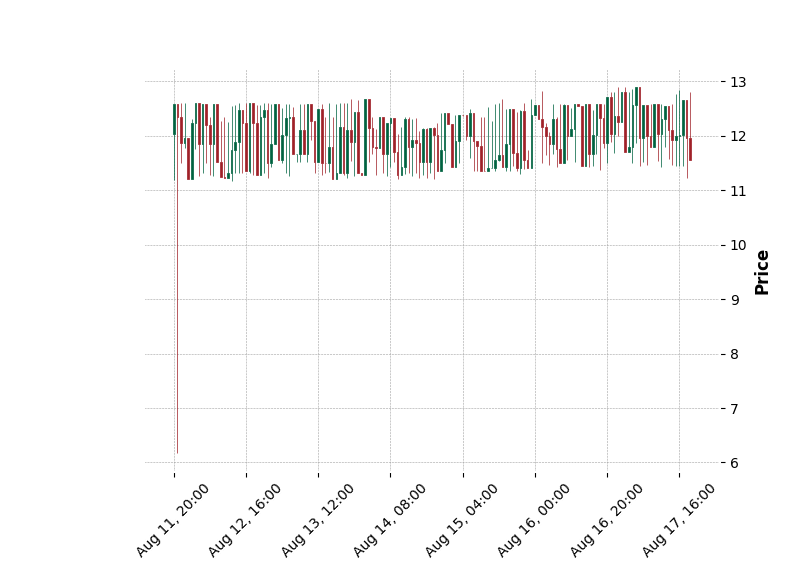 13
12
11
10
9
8
7
6
Price
Aug 11, 20:00
Aug 12, 16:00
Aug 13, 12:00
Aug 14, 08:00
Aug 15, 04:00
Aug 16, 00:00
Aug 16, 20:00
Aug 17, 16:00